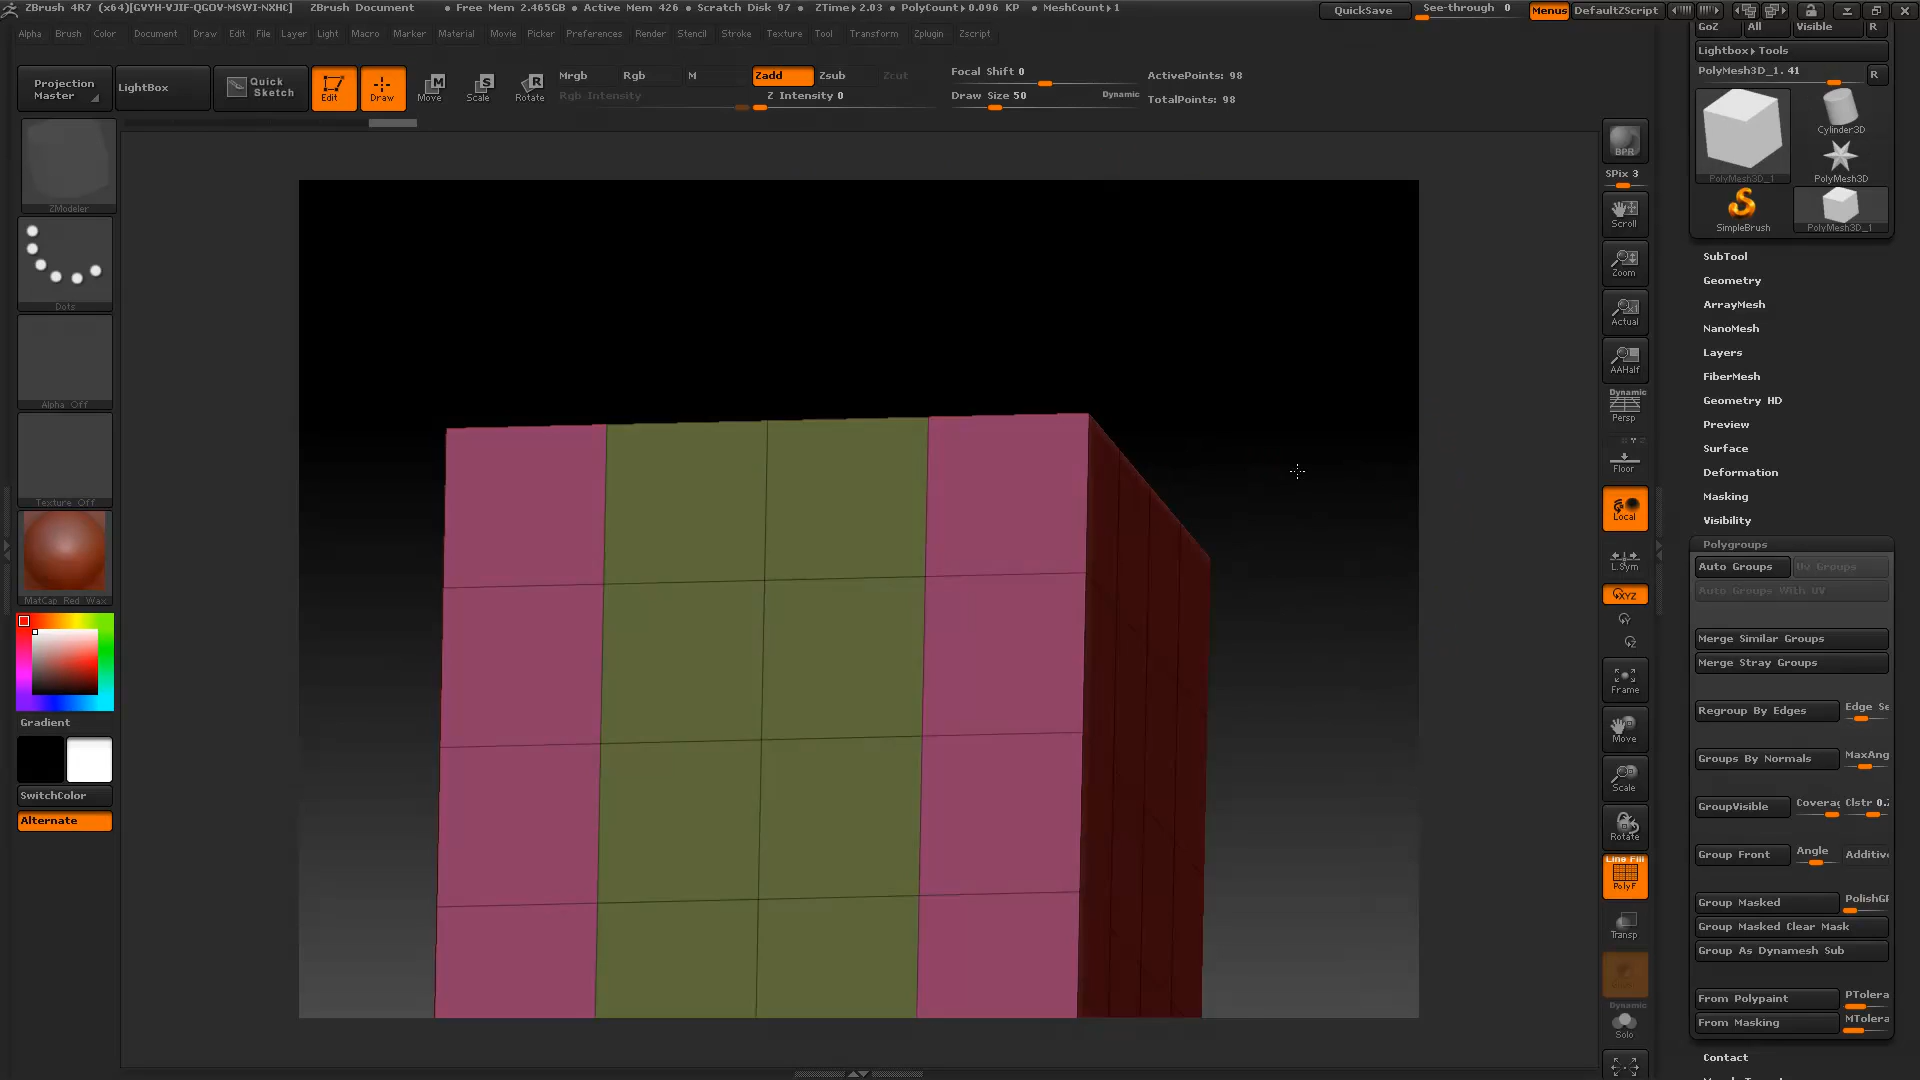 ZBrush 4R7 (x64)[GVYH-VJIF-QGOV-MSWI-NXHC] ZBrush Document • Free Mem 2.465GB • Active Mem 426 • Scratch Disk 97 • ZTime▸2.03 • PolyCount▸0.096 KP • MeshCount▸1 QuickSave See-through 0 Menus DefaultZScript
Alpha Brush Color Document Draw Edit File Layer Light Macro Marker Material Movie Picker Preferences Render Stencil Stroke Texture Tool Transform Zplugin Zscript
Projection Master
LightBox
Quick Sketch
Edit
Draw
Move
Scale
Rotate
Mrgb Rgb M Zadd Zsub Zcut
Rgb Intensity Z Intensity 0
Focal Shift 0
Draw Size 50 Dynamic
ActivePoints: 98
TotalPoints: 98
ZModeler
Dots
Alpha Off
Texture Off
MatCap Red Wax
Gradient
SwitchColor
Alternate
BPR
SPix 3
Scroll
Zoom
Actual
AAHalf
Dynamic
Persp
Floor
Local
L.Sym
XYZ
Frame
Move
Scale
Rotate
Line Fill
PolyF
Transp
Dynamic
Solo
GoZ All Visible R
Lightbox▸ Tools
PolyMesh3D_1. 41 R
PolyMesh3D_1
Cylinder3D
PolyMesh3D
SimpleBrush
PolyMesh3D_1
SubTool
Geometry
ArrayMesh
NanoMesh
Layers
FiberMesh
Geometry HD
Preview
Surface
Deformation
Masking
Visibility
Polygroups
Auto Groups Uv Groups
Auto Groups With UV
Merge Similar Groups
Merge Stray Groups
Regroup By Edges Edge Se
Groups By Normals MaxAng
GroupVisible Coverag Clstr 0.
Group Front Angle Additiv
Group Masked PolishGP
Group Masked Clear Mask
Group As Dynamesh Sub
From Polypaint PTolera
From Masking MTolera
Contact